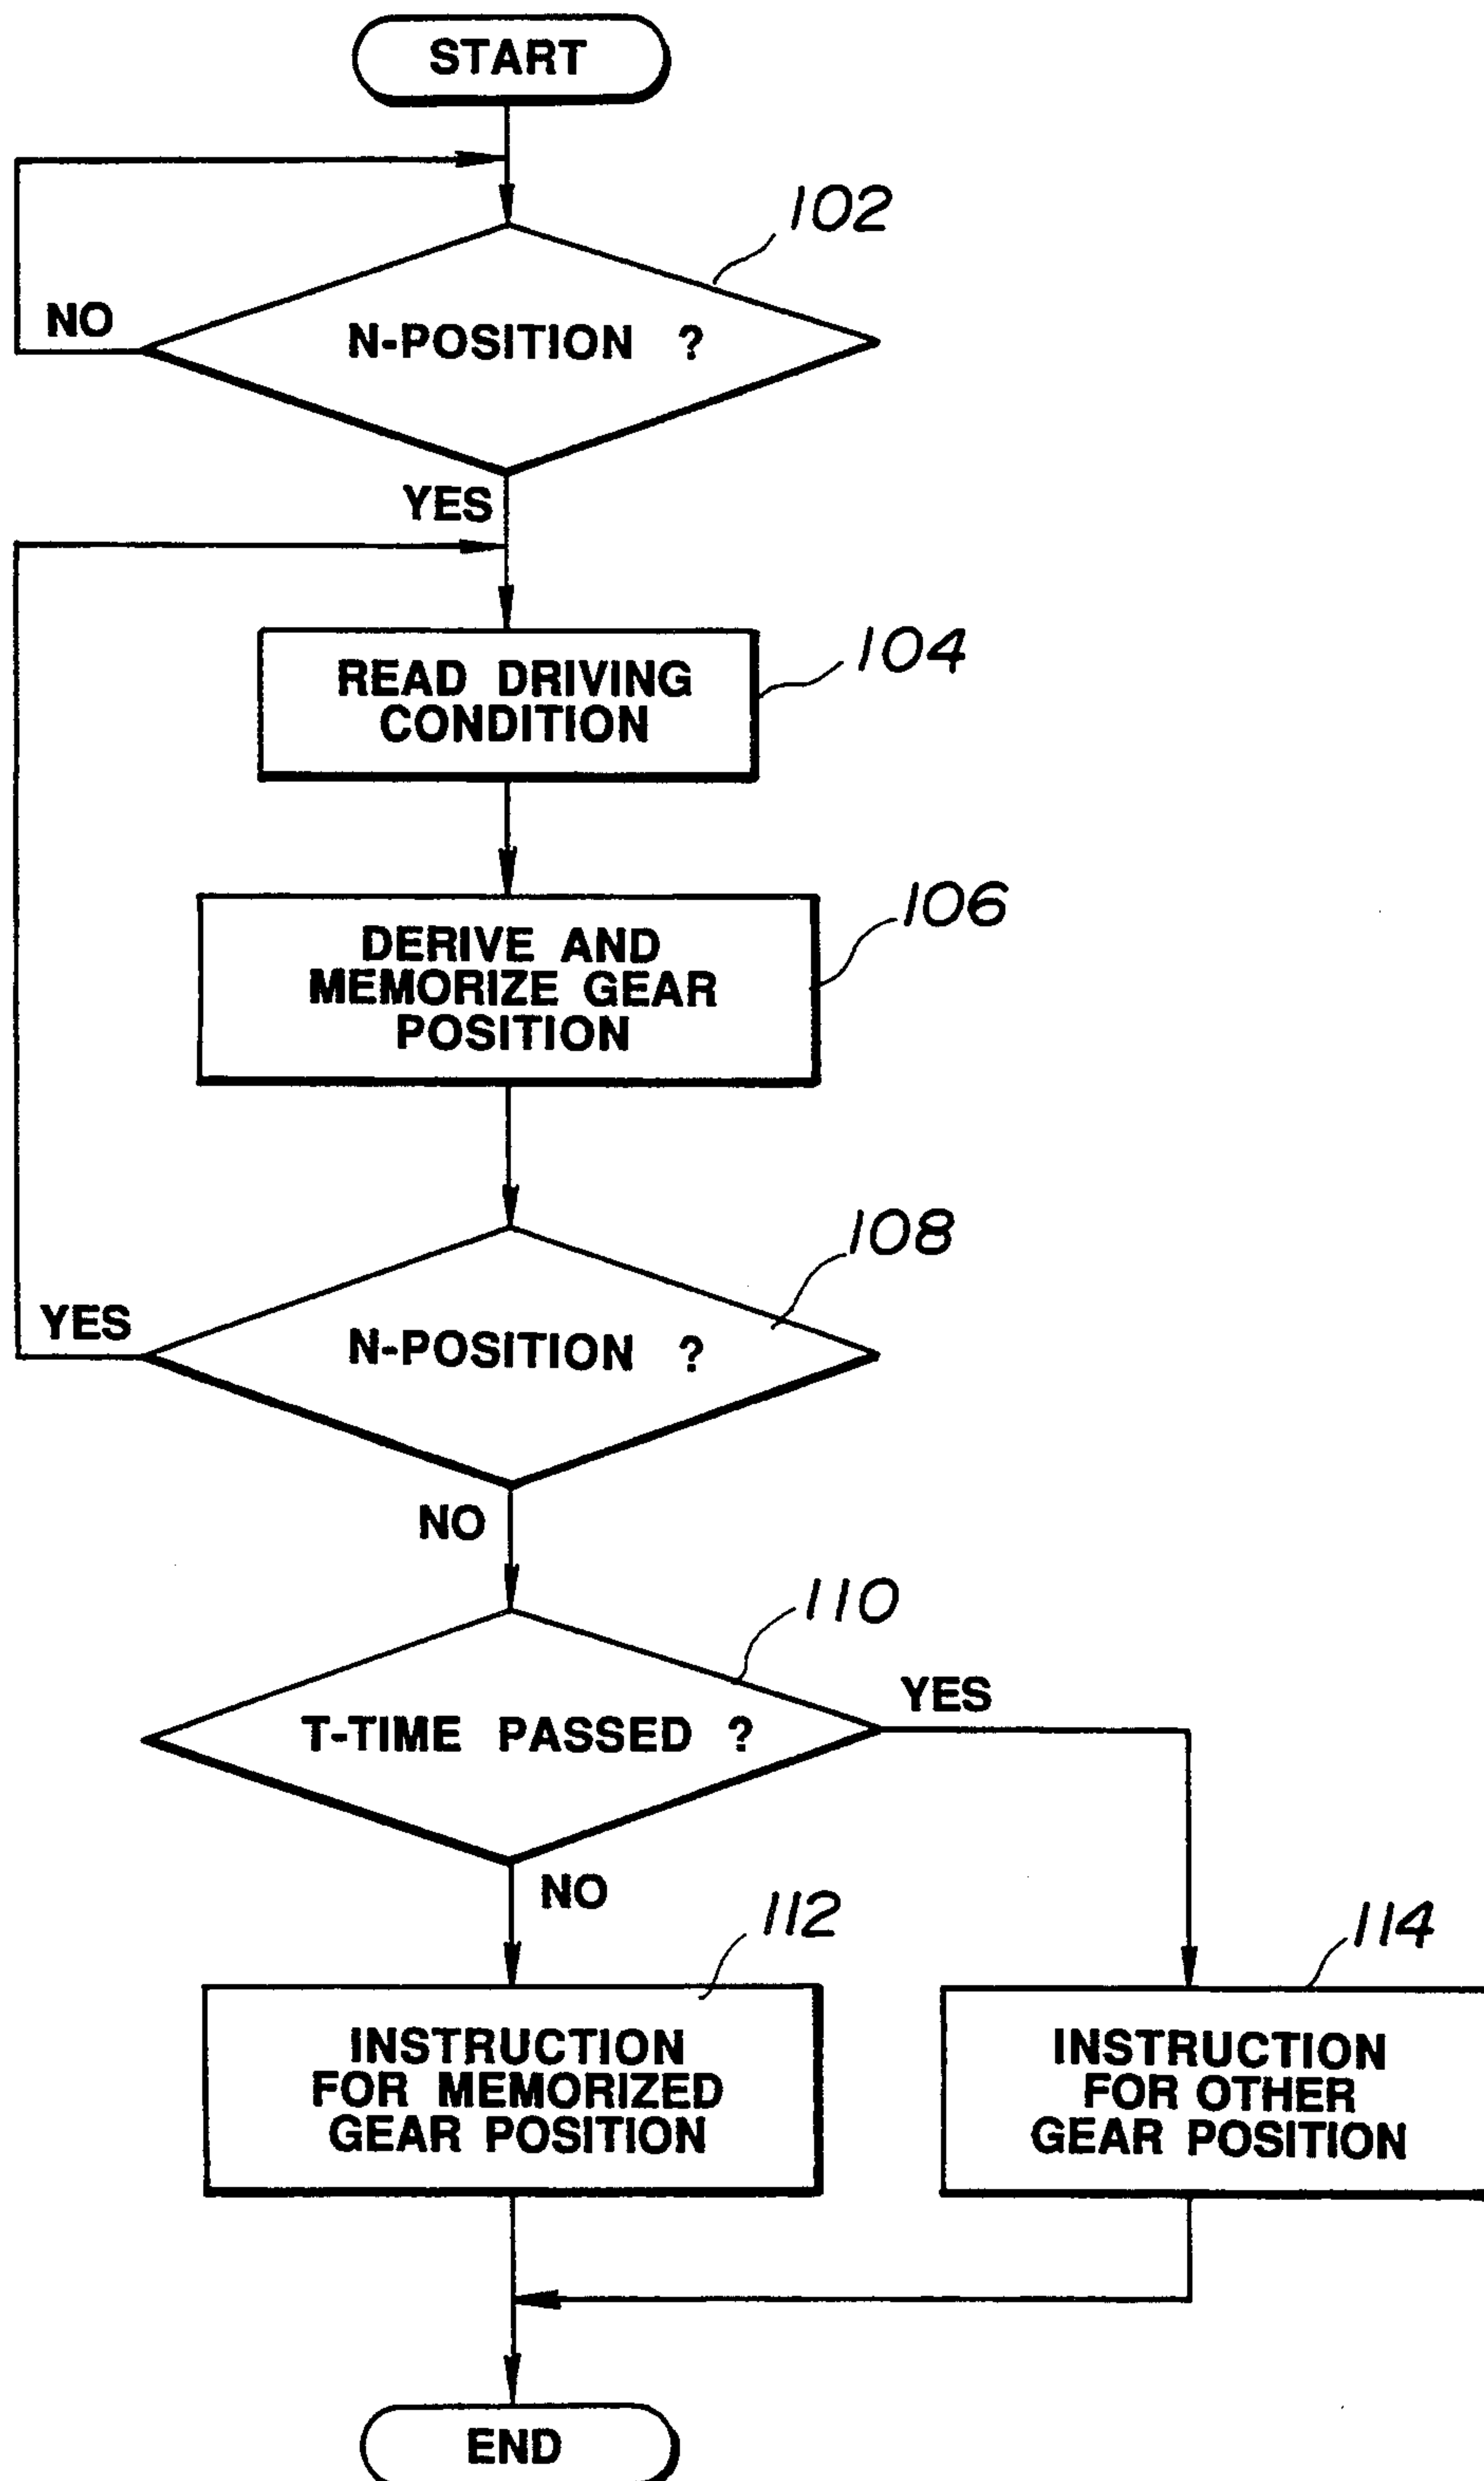 START
102
NO
N-POSITION ?
YES
104
READ DRIVING
CONDITION
106
DERIVE AND
MEMORIZE GEAR
POSITION
108
YES
N-POSITION ?
NO
110
YES
T-TIME PASSED ?
NO
112
114
INSTRUCTION
FOR MEMORIZED
GEAR POSITION
INSTRUCTION
FOR OTHER
GEAR POSITION
END